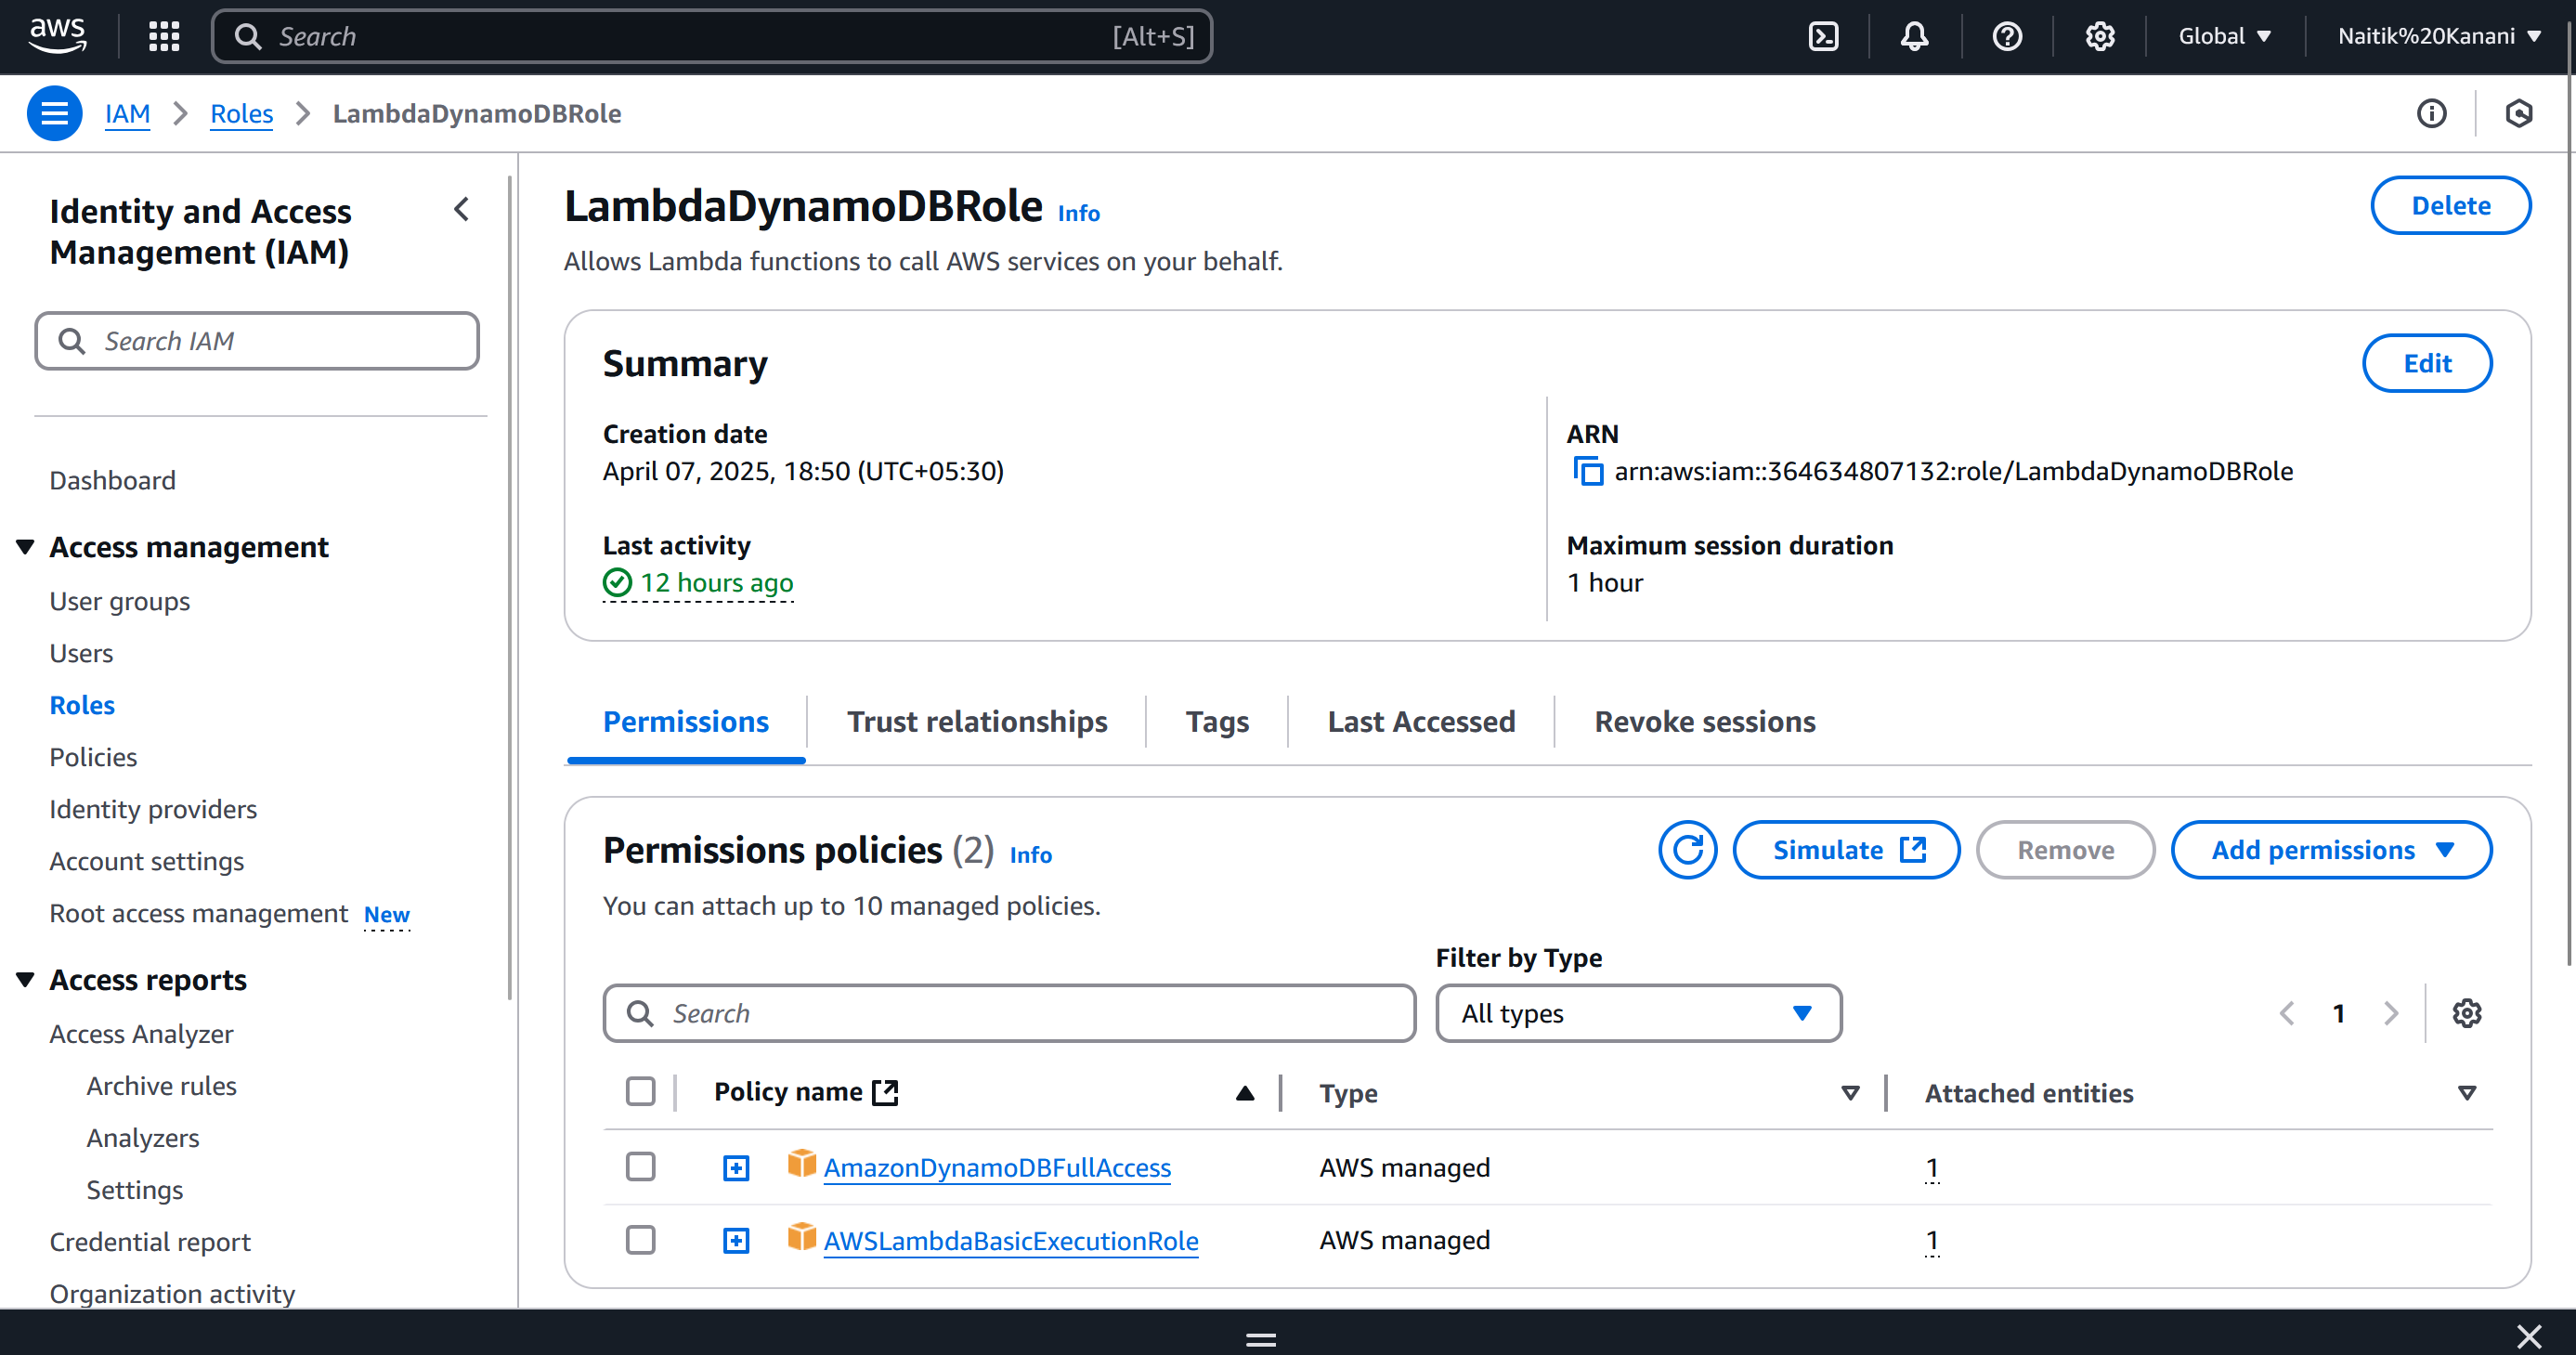 aws
Search
[Alt+S]
Global
Naitik%20Kanani
IAM
Roles
LambdaDynamoDBRole
Identity and Access
Management (IAM)
Search IAM
Dashboard
Access management
User groups
Users
Roles
Policies
Identity providers
Account settings
Root access management New
Access reports
Access Analyzer
Archive rules
Analyzers
Settings
Credential report
Organization activity
LambdaDynamoDBRole Info
Delete
Allows Lambda functions to call AWS services on your behalf.
Summary
Edit
Creation date
April 07, 2025, 18:50 (UTC+05:30)
ARN
arn:aws:iam::364634807132:role/LambdaDynamoDBRole
Last activity
12 hours ago
Maximum session duration
1 hour
Permissions
Trust relationships
Tags
Last Accessed
Revoke sessions
Permissions policies (2) Info
Simulate
Remove
Add permissions
You can attach up to 10 managed policies.
Filter by Type
Search
All types
1
Policy name
Type
Attached entities
AmazonDynamoDBFullAccess
AWS managed
1
AWSLambdaBasicExecutionRole
AWS managed
1